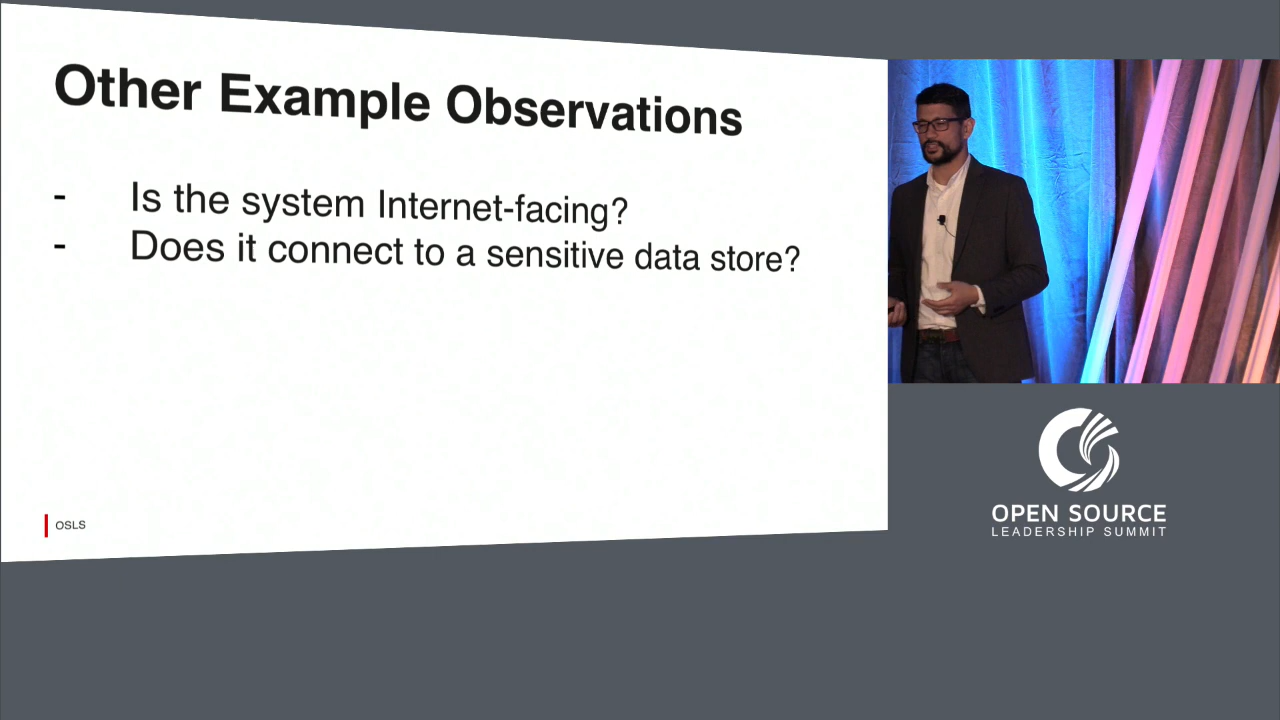 Other Example Observations
- Is the system Internet-facing?
- Does it connect to a sensitive data store?
OSLS
OPEN SOURCE
LEADERSHIP SUMMIT